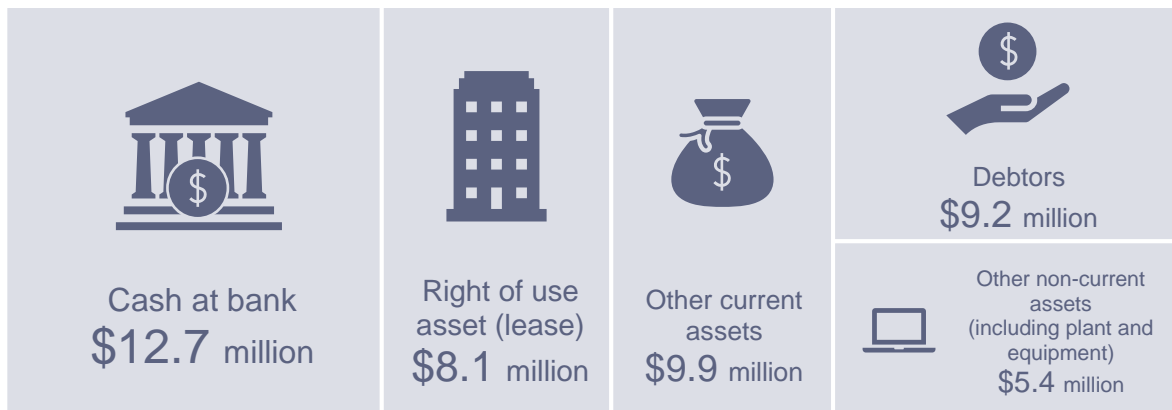 $
Cash at bank
$12.7 million
Right of use
asset (lease)
$8.1 million
$
Other current
assets
$9.9 million
$
Debtors
$9.2 million
Other non-current
assets
(including plant and
equipment)
$5.4 million